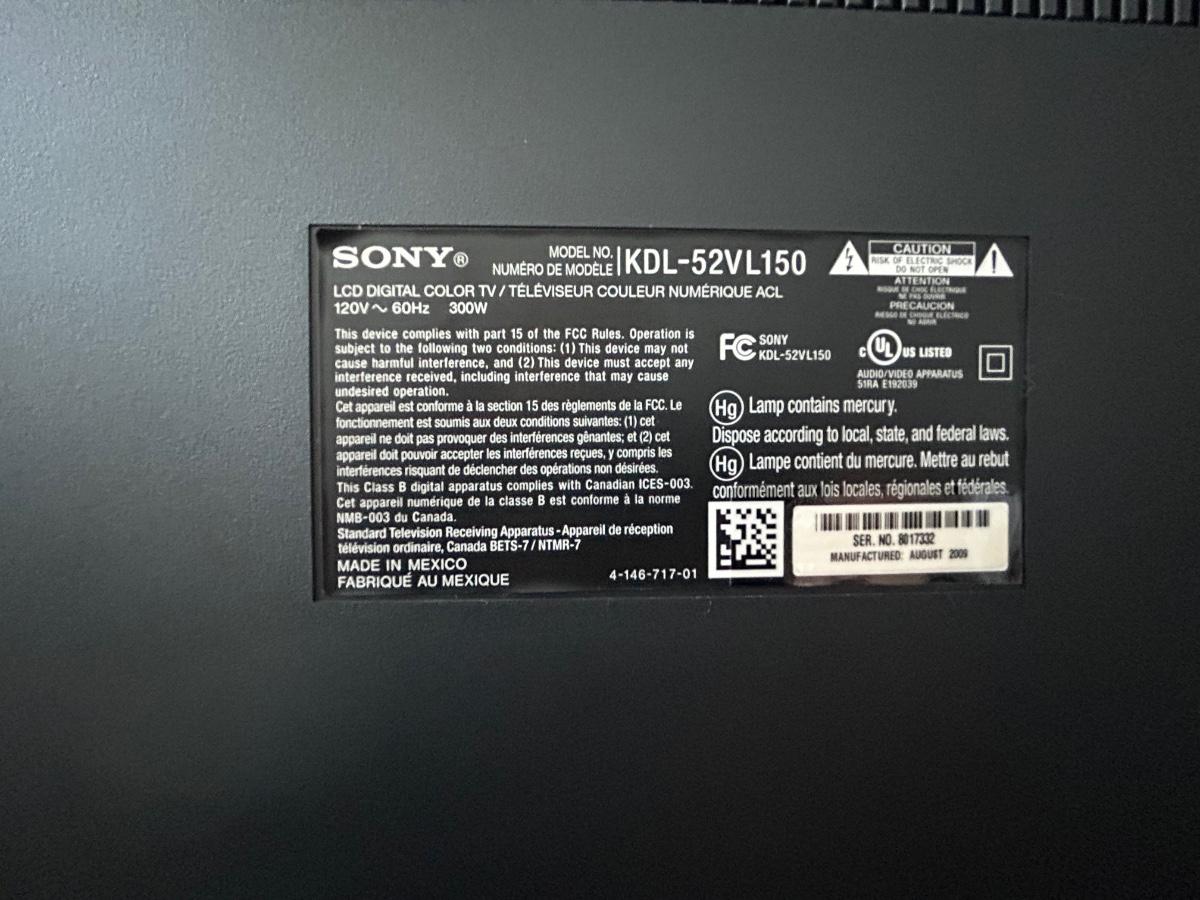 SONY®
MODEL NO.
NUMÉRO DE MODÈLE
KDL-52VL150
LCD DIGITAL COLOR TV / TÉLÉVISEUR COULEUR NUMÉRIQUE ACL
120V ~ 60Hz 300W
This device complies with part 15 of the FCC Rules. Operation is
subject to the following two conditions: (1) This device may not
cause harmful interference, and (2) This device must accept any
interference received, including interference that may cause
undesired operation.
Cet appareil est conforme à la section 15 des règlements de la FCC. Le
fonctionnement est soumis aux deux conditions suivantes: (1) cet
appareil ne doit pas provoquer des interférences gênantes; et (2) cet
appareil doit pouvoir accepter les interférences reçues, y compris les
interférences risquant de déclencher des opérations non désirées.
This Class B digital apparatus complies with Canadian ICES-003.
Cet appareil numérique de la classe B est conforme à la norme
NMB-003 du Canada.
Standard Television Receiving Apparatus - Appareil de réception
télévision ordinaire, Canada BETS-7 / NTMR-7
MADE IN MEXICO
FABRIQUÉ AU MEXIQUE
4-146-717-01
CAUTION
RISK OF ELECTRIC SHOCK
DO NOT OPEN
ATTENTION
RISQUE DE CHOC ELECTRIQUE
NE PAS OUVRIR
PRECAUCION
RIESGO DE CHOQUE ELECTRICO
NO ABRIR
FC SONY
KDL-52VL150
c UL US LISTED
AUDIO/VIDEO APPARATUS
51RA E192039
Hg Lamp contains mercury.
Dispose according to local, state, and federal laws.
Hg Lampe contient du mercure. Mettre au rebut
conformément aux lois locales, régionales et fédérales.
SER. NO. 8017332
MANUFACTURED: AUGUST 2009